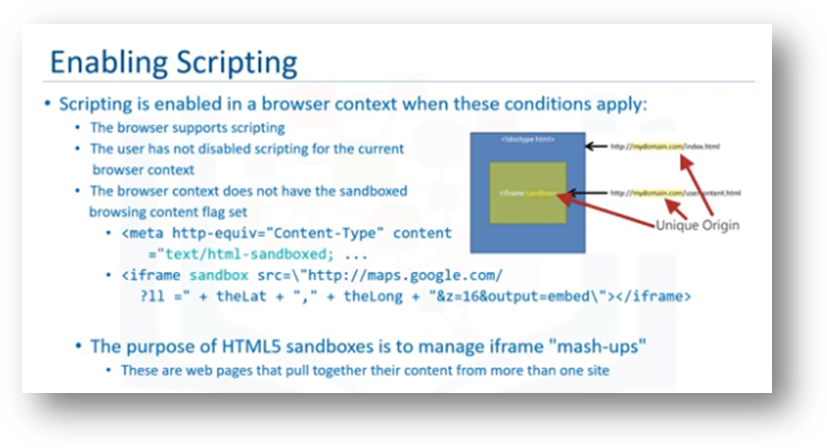 Enabling Scripting
• Scripting is enabled in a browser context when these conditions apply:
• The browser supports scripting
• The user has not disabled scripting for the current
browser context
• The browser context does not have the sandboxed
browsing content flag set
• <meta http-equiv="Content-Type" content
="text/html-sandboxed; ...
• <iframe sandbox src=\"http://maps.google.com/
?ll =" + theLat + "," + theLong + "&z=16&output=embed\"></iframe>
<!doctype html>
http://mydomain.com/index.html
<iframe sandbox>
http://mydomain.com/usercontent.html
Unique Origin
• The purpose of HTML5 sandboxes is to manage iframe "mash-ups"
• These are web pages that pull together their content from more than one site